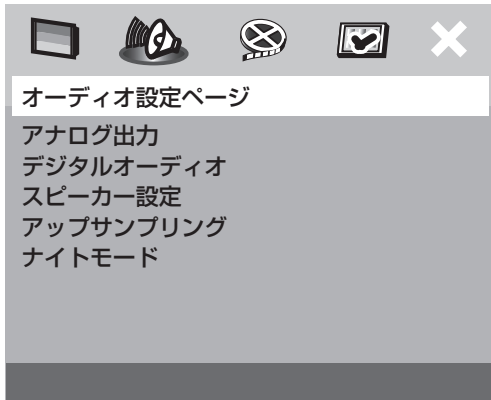 オーディオ設定ページ
アナログ出力
デジタルオーディオ
スピーカー設定
アップサンプリング
ナイトモード